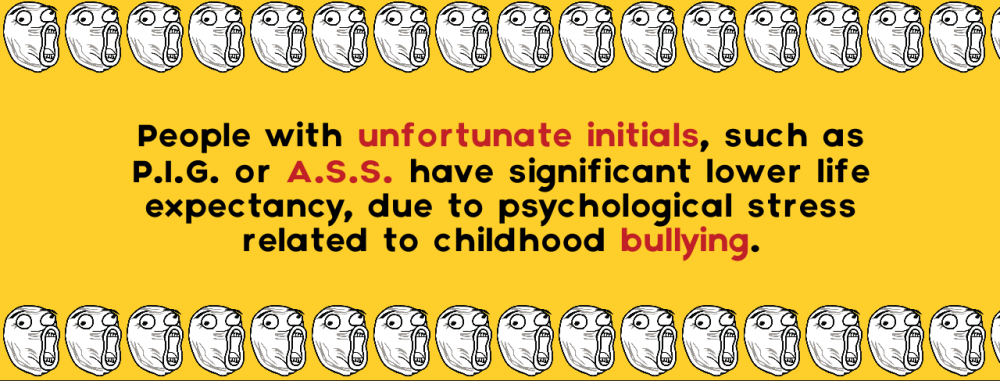 People with unfortunate initials, such as
P.I.G. or A.S.S. have significant lower life
expectancy, due to psychological stress
related to childhood bullying.